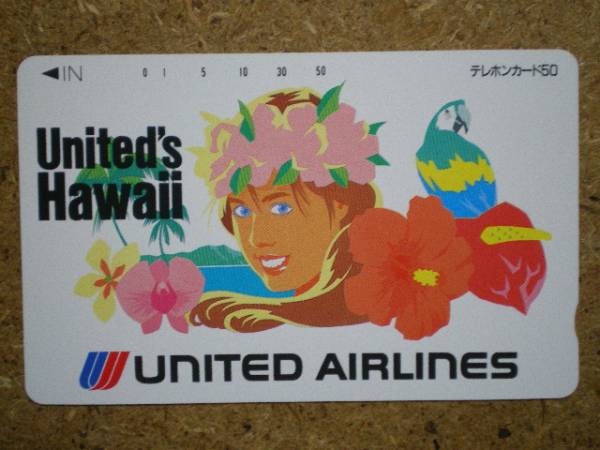 ◀IN 0 1 5 10 30 50 テレホンカード50
United's
Hawaii
UNITED AIRLINES